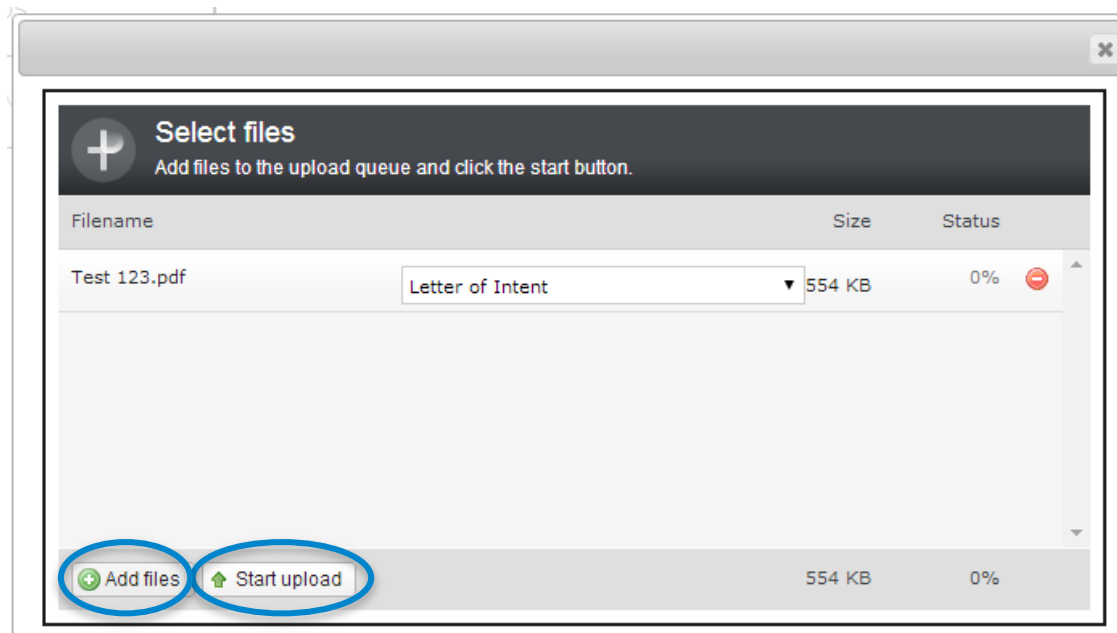 Select files
Add files to the upload queue and click the start button.
Filename Size Status
Test 123.pdf Letter of Intent 554 KB 0%
Add files Start upload 554 KB 0%